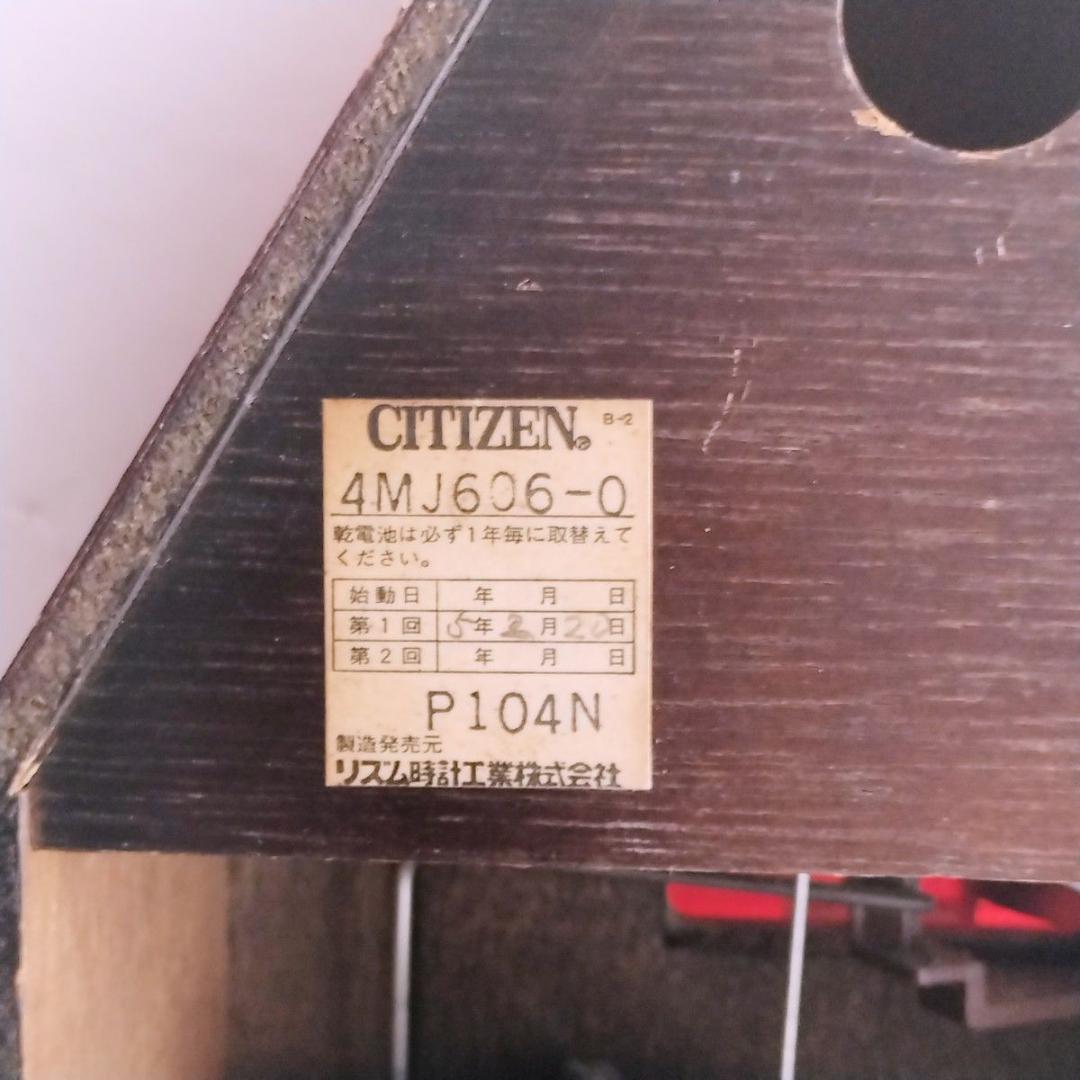 CITIZEN® B-2
4MJ606-0
乾電池は必ず1年毎に取替えて
ください。
始動日 年 月 日
第1回 5年2月20日
第2回 年 月 日
P104N
製造発売元
リズム時計工業株式会社